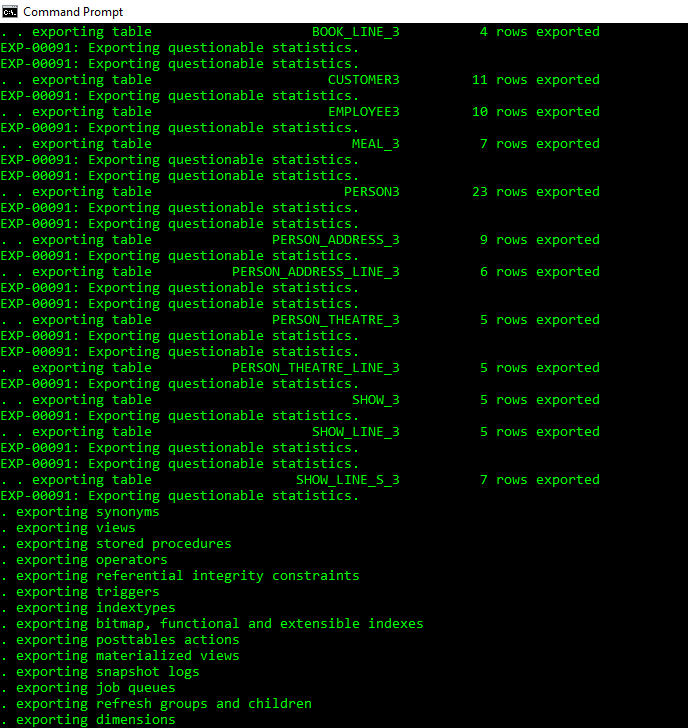 Command Prompt
. . exporting table                    BOOK_LINE_3          4 rows exported
EXP-00091: Exporting questionable statistics.
EXP-00091: Exporting questionable statistics.
. . exporting table                      CUSTOMER3         11 rows exported
EXP-00091: Exporting questionable statistics.
. . exporting table                      EMPLOYEE3         10 rows exported
EXP-00091: Exporting questionable statistics.
. . exporting table                         MEAL_3          7 rows exported
EXP-00091: Exporting questionable statistics.
EXP-00091: Exporting questionable statistics.
. . exporting table                        PERSON3         23 rows exported
EXP-00091: Exporting questionable statistics.
EXP-00091: Exporting questionable statistics.
. . exporting table               PERSON_ADDRESS_3          9 rows exported
EXP-00091: Exporting questionable statistics.
. . exporting table          PERSON_ADDRESS_LINE_3          6 rows exported
EXP-00091: Exporting questionable statistics.
EXP-00091: Exporting questionable statistics.
. . exporting table               PERSON_THEATRE_3          5 rows exported
EXP-00091: Exporting questionable statistics.
EXP-00091: Exporting questionable statistics.
. . exporting table          PERSON_THEATRE_LINE_3          5 rows exported
EXP-00091: Exporting questionable statistics.
. . exporting table                         SHOW_3          5 rows exported
EXP-00091: Exporting questionable statistics.
. . exporting table                    SHOW_LINE_3          5 rows exported
EXP-00091: Exporting questionable statistics.
EXP-00091: Exporting questionable statistics.
. . exporting table                  SHOW_LINE_S_3          7 rows exported
EXP-00091: Exporting questionable statistics.
. exporting synonyms
. exporting views
. exporting stored procedures
. exporting operators
. exporting referential integrity constraints
. exporting triggers
. exporting indextypes
. exporting bitmap, functional and extensible indexes
. exporting posttables actions
. exporting materialized views
. exporting snapshot logs
. exporting job queues
. exporting refresh groups and children
. exporting dimensions